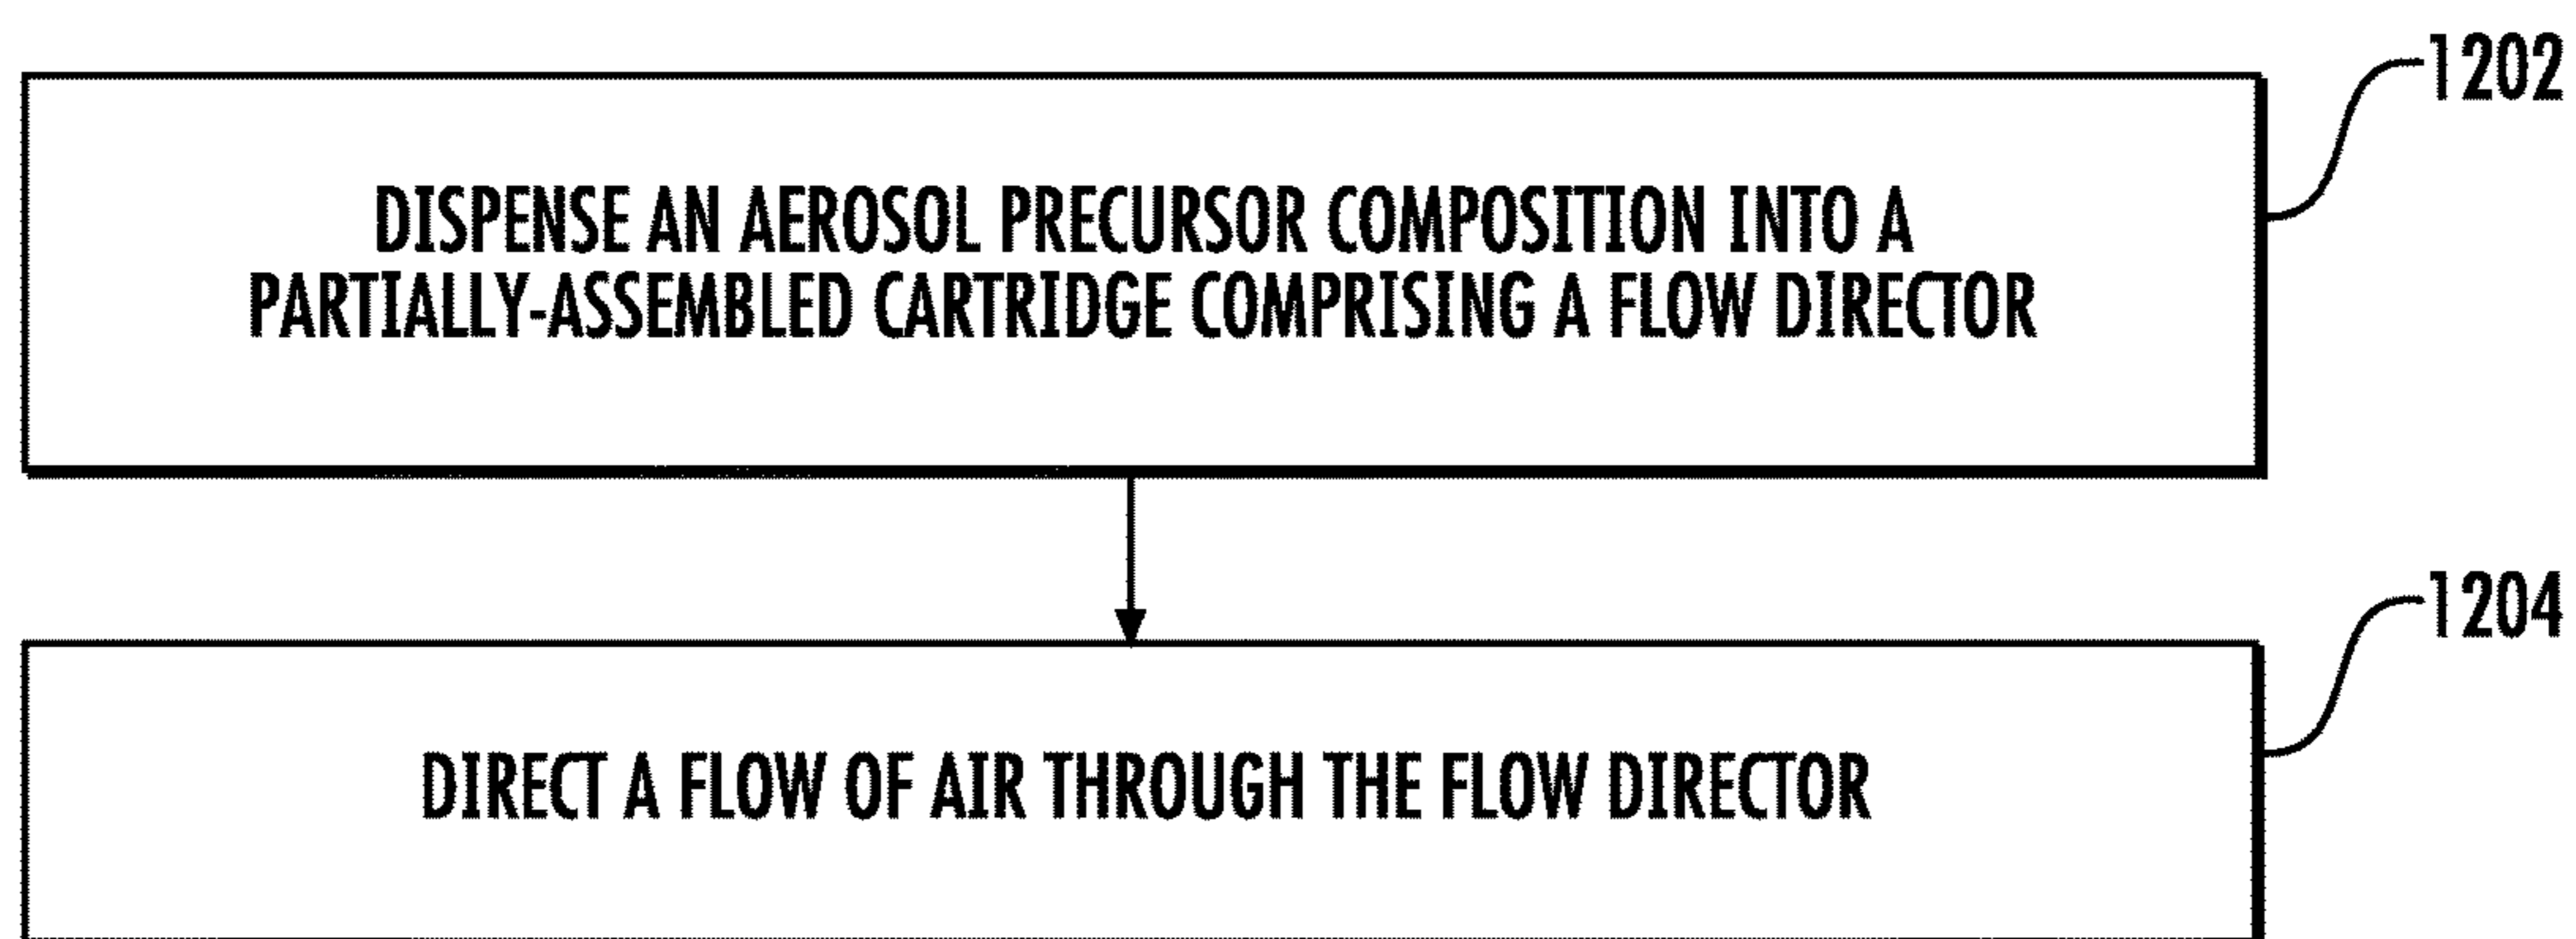 1202
DISPENSE AN AEROSOL PRECURSOR COMPOSITION INTO A
PARTIALLY-ASSEMBLED CARTRIDGE COMPRISING A FLOW DIRECTOR
1204
DIRECT A FLOW OF AIR THROUGH THE FLOW DIRECTOR